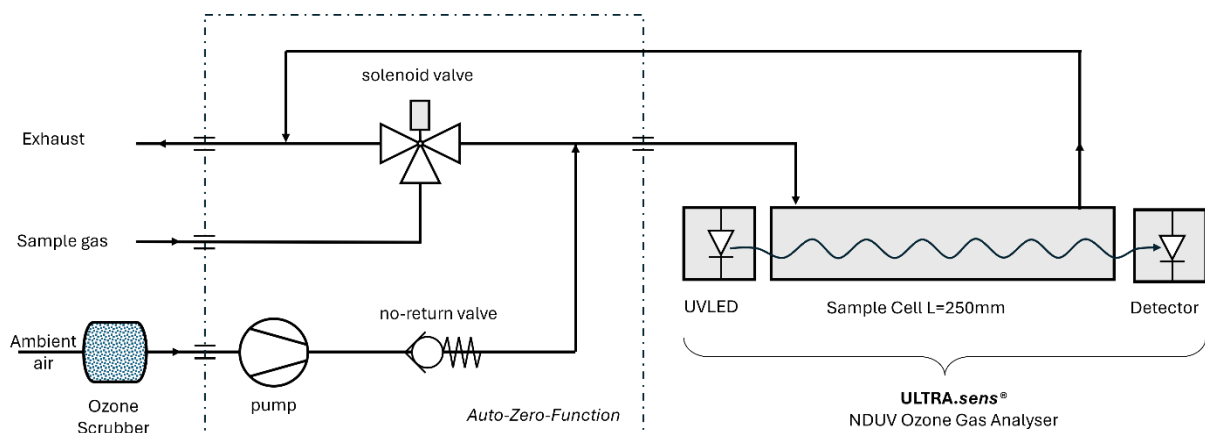 solenoid valve
Exhaust
Sample gas
UVLED
Sample Cell L=250mm
Detector
no-return valve
Ambient
air
pump
Ozone
Scrubber
Auto-Zero-Function
ULTRA.sens®
NDUV Ozone Gas Analyser